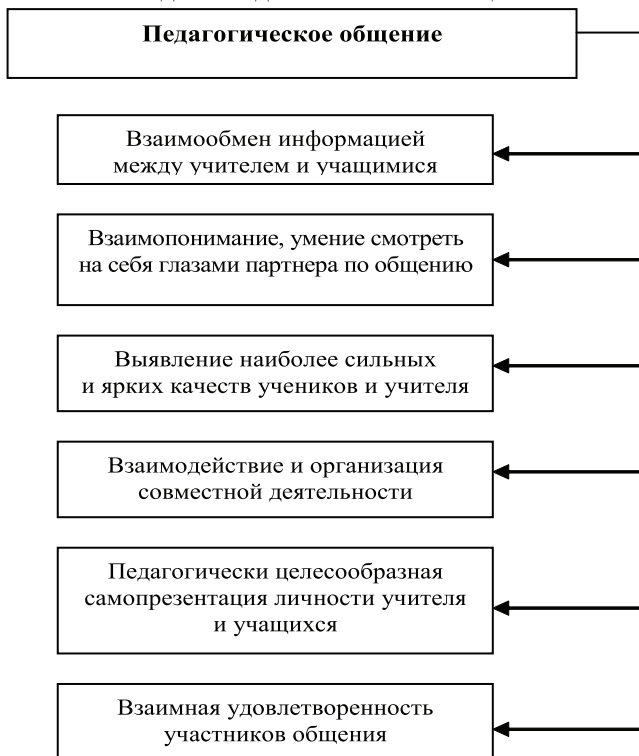 Педагогическое общение
Взаимообмен информацией
между учителем и учащимися
Взаимопонимание, умение смотреть
на себя глазами партнера по общению
Выявление наиболее сильных
и ярких качеств учеников и учителя
Взаимодействие и организация
совместной деятельности
Педагогически целесообразная
самопрезентация личности учителя
и учащихся
Взаимная удовлетворенность
участников общения